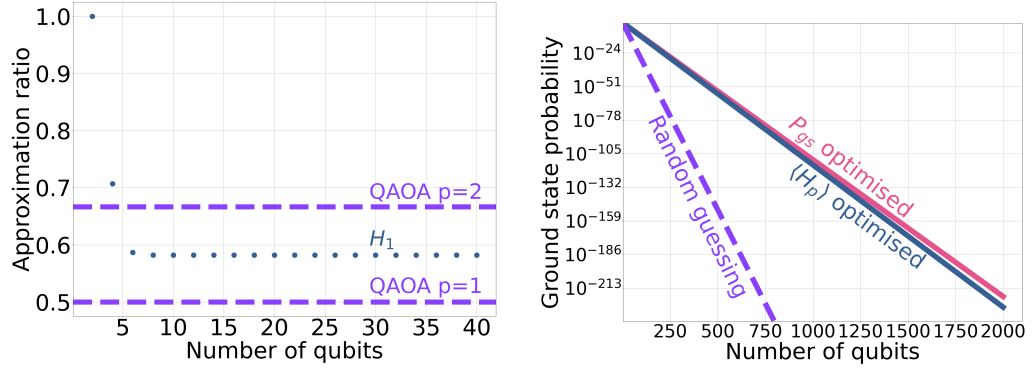 Approximation ratio
1.0
0.9
0.8
0.7
0.6
0.5
QAOA p=2
H₁
QAOA p=1
5 10 15 20 25 30 35 40
Number of qubits
Ground state probability
10⁻²⁴
10⁻⁵¹
10⁻⁷⁸
10⁻¹⁰⁵
10⁻¹³²
10⁻¹⁵⁹
10⁻¹⁸⁶
10⁻²¹³
Random guessing
P_gs optimised
⟨H_p⟩ optimised
250 500 750 1000 1250 1500 1750 2000
Number of qubits